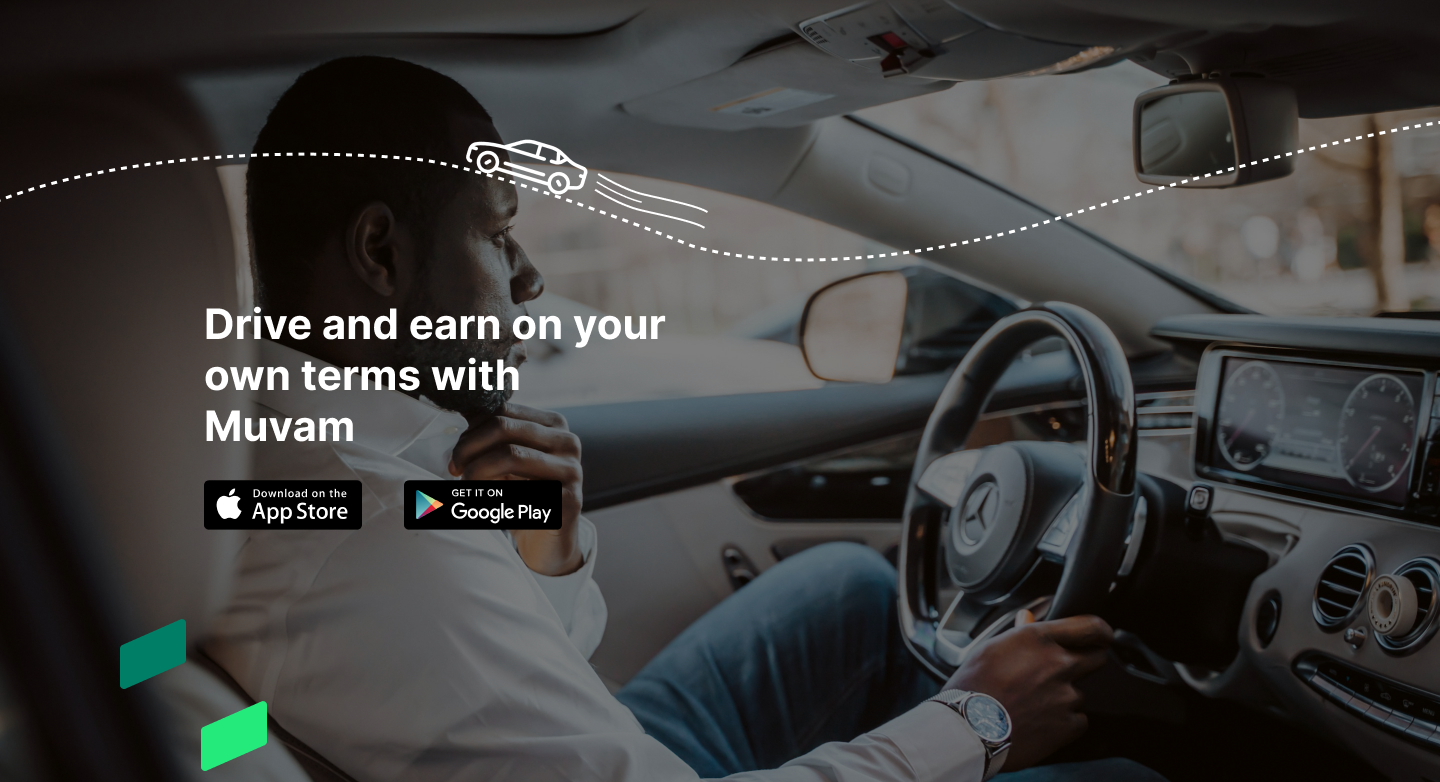 Drive and earn on your
own terms with
Muvam
Download on the
App Store
GET IT ON
Google Play